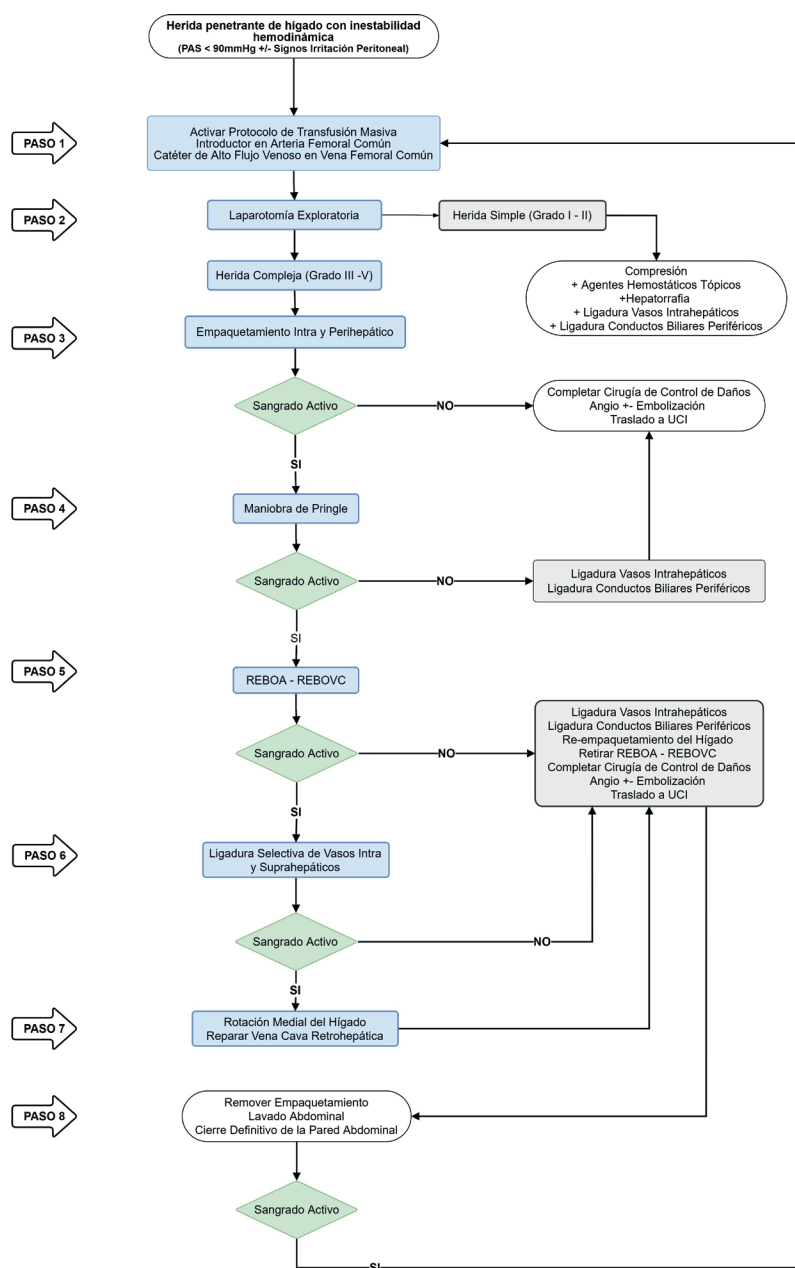 Herida penetrante de hígado con inestabilidad
hemodinámica
(PAS < 90mmHg +/- Signos Irritación Peritoneal)
PASO 1
Activar Protocolo de Transfusión Masiva
Introductor en Arteria Femoral Común
Catéter de Alto Flujo Venoso en Vena Femoral Común
PASO 2
Laparotomía Exploratoria
Herida Simple (Grado I - II)
Herida Compleja (Grado III -V)
Compresión
+ Agentes Hemostáticos Tópicos
+Hepatorrafia
+ Ligadura Vasos Intrahepáticos
+ Ligadura Conductos Biliares Periféricos
PASO 3
Empaquetamiento Intra y Perihepático
Sangrado Activo
NO
Completar Cirugía de Control de Daños
Angio +- Embolización
Traslado a UCI
SI
PASO 4
Maniobra de Pringle
Sangrado Activo
NO
Ligadura Vasos Intrahepáticos
Ligadura Conductos Biliares Periféricos
SI
PASO 5
REBOA - REBOVC
Sangrado Activo
NO
Ligadura Vasos Intrahepáticos
Ligadura Conductos Biliares Periféricos
Re-empaquetamiento del Hígado
Retirar REBOA - REBOVC
Completar Cirugía de Control de Daños
Angio +- Embolización
Traslado a UCI
SI
PASO 6
Ligadura Selectiva de Vasos Intra
y Suprahepáticos
Sangrado Activo
NO
SI
PASO 7
Rotación Medial del Hígado
Reparar Vena Cava Retrohepática
PASO 8
Remover Empaquetamiento
Lavado Abdominal
Cierre Definitivo de la Pared Abdominal
Sangrado Activo
SI